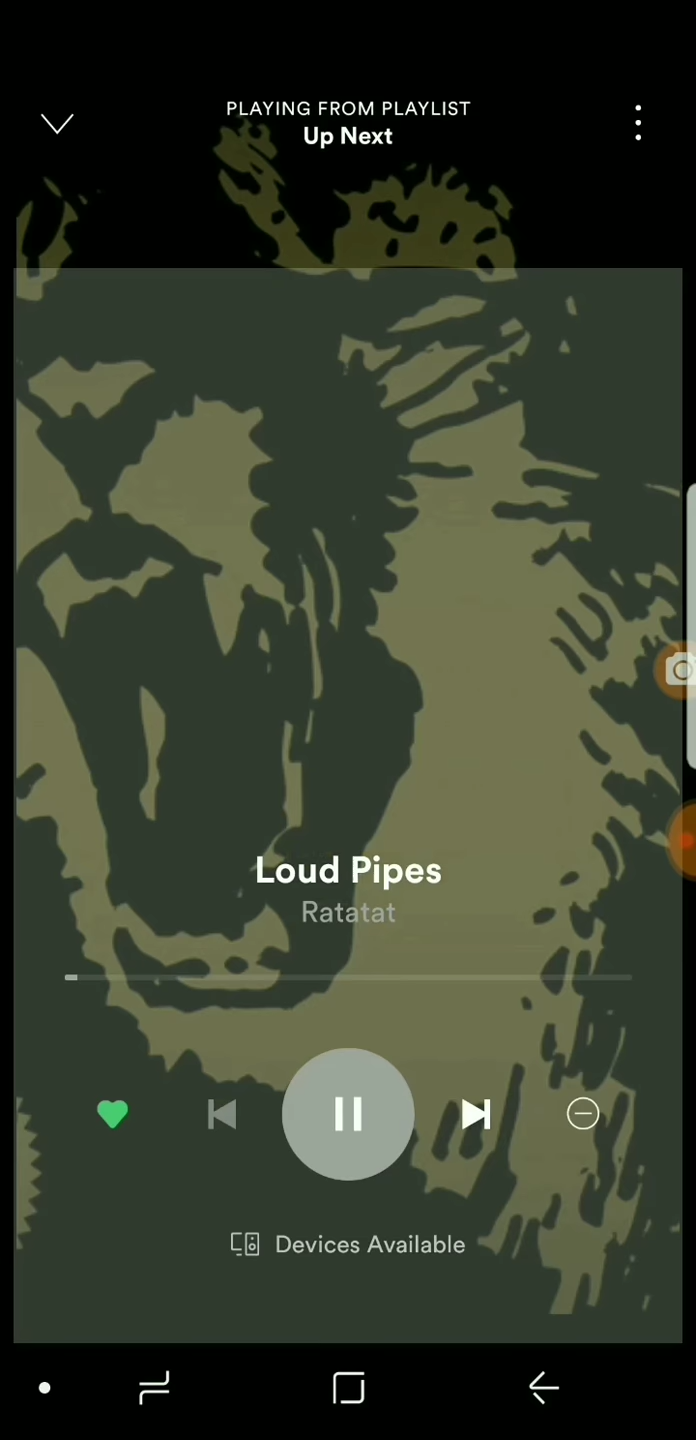 PLAYING FROM PLAYLIST
Up Next
Loud Pipes
Ratatat
Devices Available